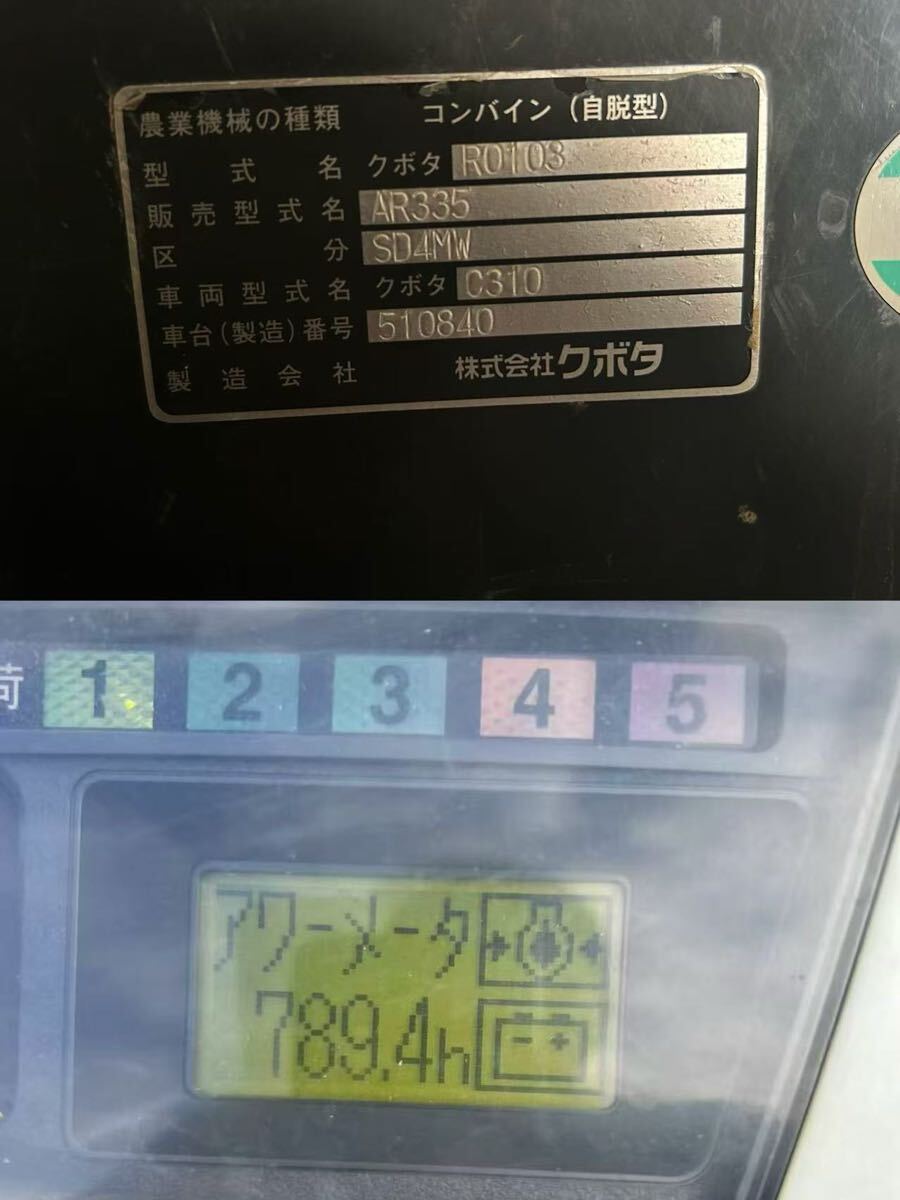 農業機械の種類 コンバイン(自脱型)
型式名 クボタ R0103
販売型式名 AR335
区分 SD4MW
車両型式名 クボタ C310
車台(製造)番号 510840
製造会社 株式会社クボタ
荷 1 2 3 4 5
アワーメータ
789.4h